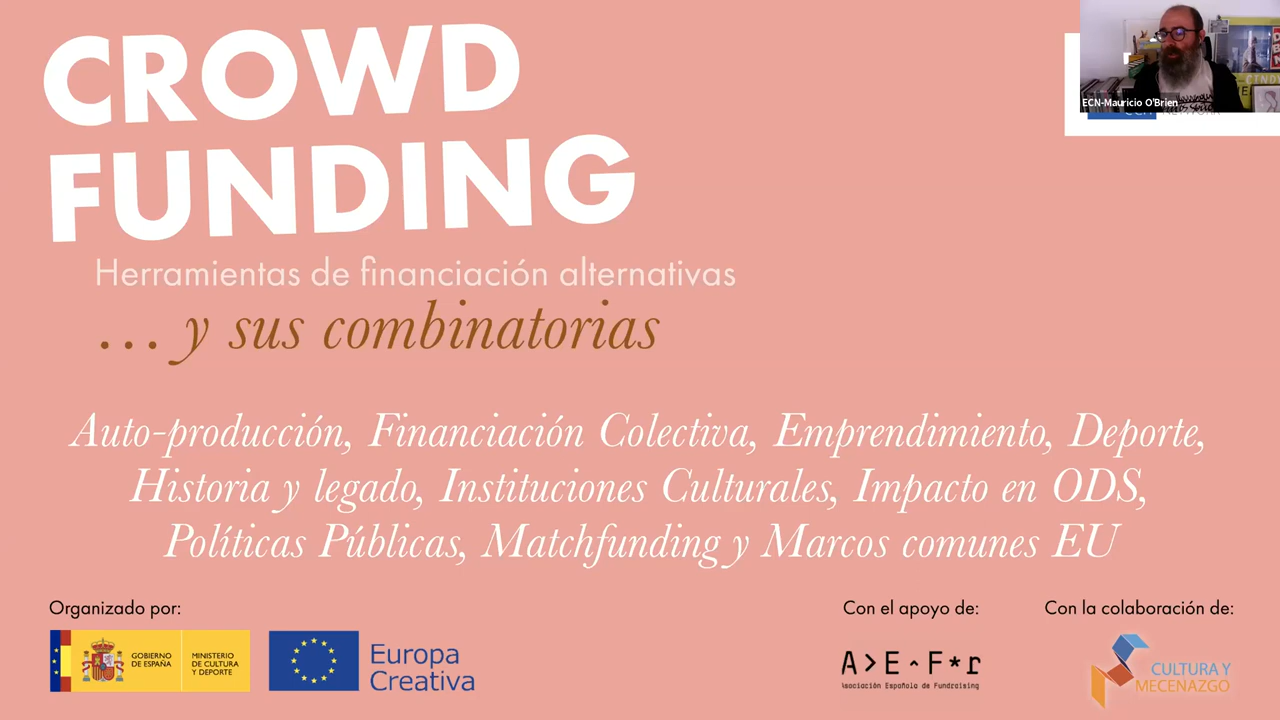 CROWD
FUNDING
Herramientas de financiación alternativas
... y sus combinatorias
Auto-producción, Financiación Colectiva, Emprendimiento, Deporte,
Historia y legado, Instituciones Culturales, Impacto en ODS,
Políticas Públicas, Matchfunding y Marcos comunes EU
ECN-Mauricio O'Brien
Organizado por:
GOBIERNO
DE ESPAÑA
MINISTERIO
DE CULTURA
Y DEPORTE
Europa
Creativa
Con el apoyo de:
A>E^F*r
Asociación Española de Fundraising
Con la colaboración de:
CULTURA Y
MECENAZGO